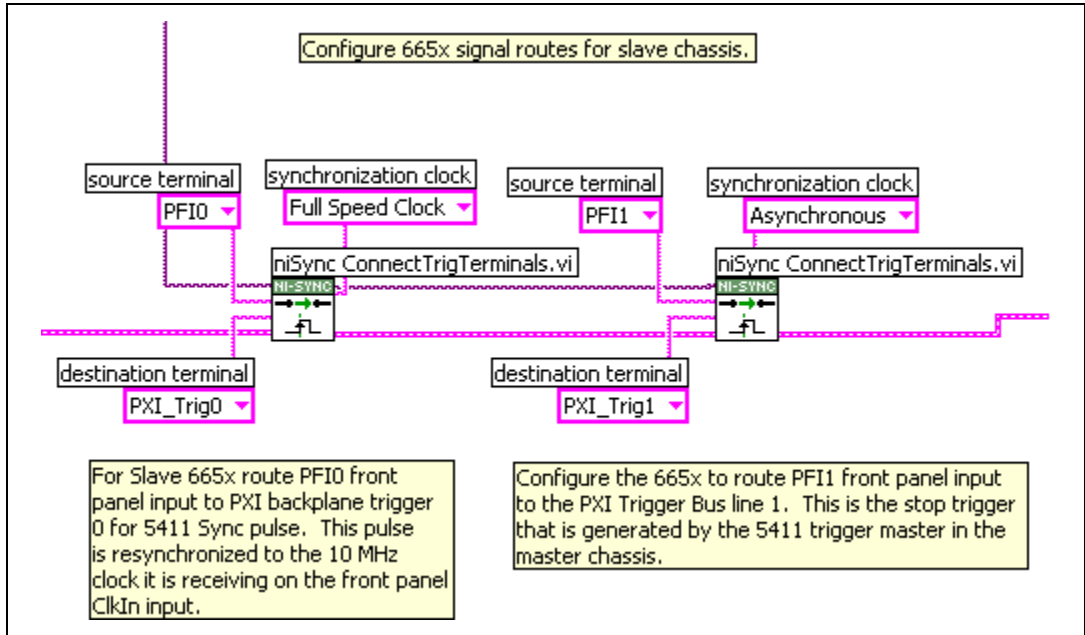 Configure 665x signal routes for slave chassis.
source terminal
PFI0
synchronization clock
Full Speed Clock
source terminal
PFI1
synchronization clock
Asynchronous
niSync ConnectTrigTerminals.vi
NI-SYNC
niSync ConnectTrigTerminals.vi
NI-SYNC
destination terminal
PXI_Trig0
destination terminal
PXI_Trig1
For Slave 665x route PFI0 front
panel input to PXI backplane trigger
0 for 5411 Sync pulse.  This pulse
is resynchronized to the 10 MHz
clock it is receiving on the front panel
ClkIn input.
Configure the 665x to route PFI1 front panel input
to the PXI Trigger Bus line 1.  This is the stop trigger
that is generated by the 5411 trigger master in the
master chassis.